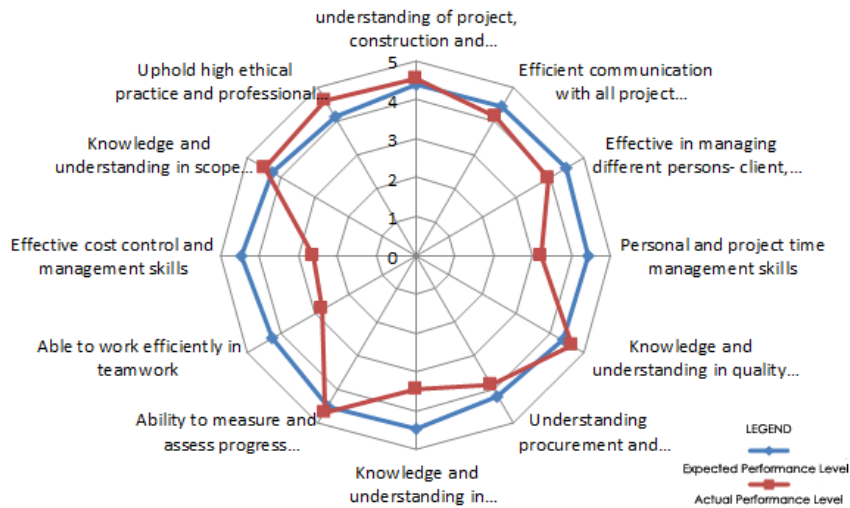 understanding of project,
construction and...
Efficient communication
with all project...
Effective in managing
different persons- client,...
Personal and project time
management skills
Knowledge and
understanding in quality...
Understanding
procurement and...
Knowledge and
understanding in...
Ability to measure and
assess progress...
Able to work efficiently in
teamwork
Effective cost control and
management skills
Knowledge and
understanding in scope...
Uphold high ethical
practice and professional...
5
4
3
2
1
0
LEGEND
Expected Performance Level
Actual Performance Level